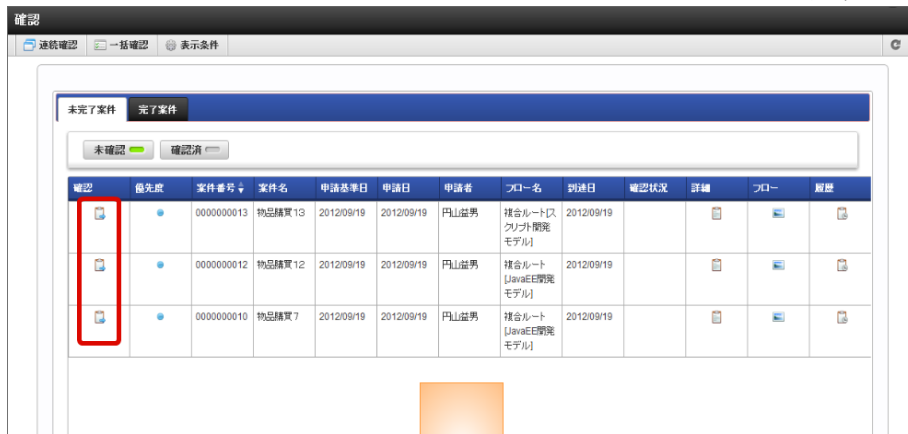 確認
連続確認 一括確認 表示条件
未完了案件 完了案件
未確認 確認済
確認 優先度 案件番号 案件名 申請基準日 申請日 申請者 フロー名 到達日 確認状況 詳細 フロー 履歴
0000000013 物品購買13 2012/09/19 2012/09/19 円山益男 複合ルート[ス 2012/09/19
クリプト開発
モデル]
0000000012 物品購買12 2012/09/19 2012/09/19 円山益男 複合ルート 2012/09/19
[JavaEE開発
モデル]
0000000010 物品購買7 2012/09/19 2012/09/19 円山益男 複合ルート 2012/09/19
[JavaEE開発
モデル]